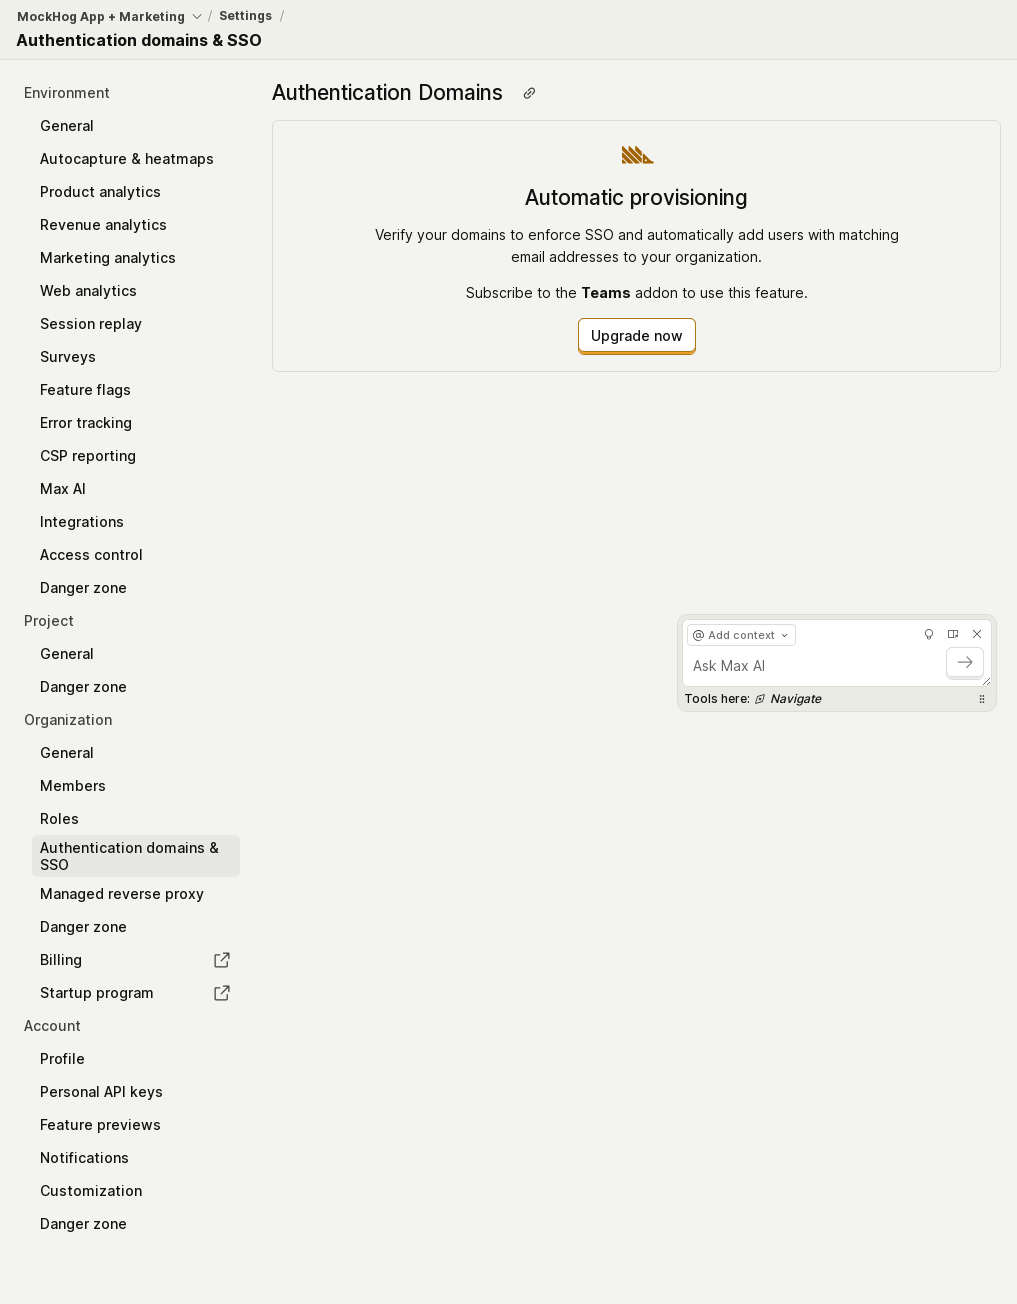 MockHog App + Marketing / Settings /
Authentication domains & SSO
Environment
General
Autocapture & heatmaps
Product analytics
Revenue analytics
Marketing analytics
Web analytics
Session replay
Surveys
Feature flags
Error tracking
CSP reporting
Max AI
Integrations
Access control
Danger zone
Project
General
Danger zone
Organization
General
Members
Roles
Authentication domains &
SSO
Managed reverse proxy
Danger zone
Billing
Startup program
Account
Profile
Personal API keys
Feature previews
Notifications
Customization
Danger zone
Authentication Domains
Automatic provisioning
Verify your domains to enforce SSO and automatically add users with matching
email addresses to your organization.
Subscribe to the Teams addon to use this feature.
Upgrade now
@ Add context
Ask Max AI
Tools here: Navigate